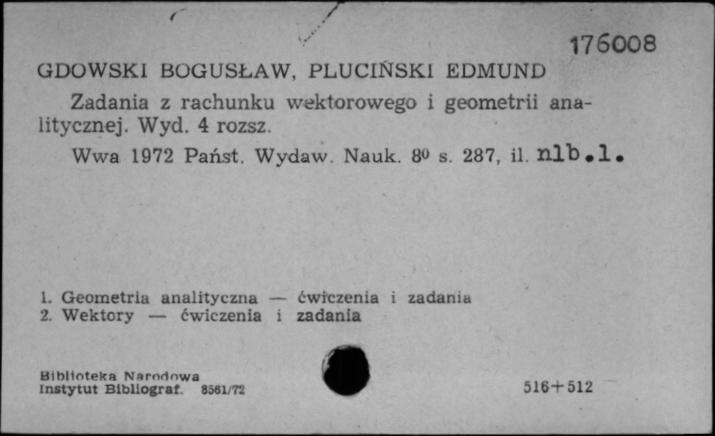 176008
GDOWSKI BOGUSŁAW, PLUCIŃSKI EDMUND
Zadania z rachunku wektorowego i geometrii ana-
litycznej. Wyd. 4 rozsz.
Wwa 1972 Państ. Wydaw. Nauk. 8⁰ s. 287, il. nlb.1.
1. Geometria analityczna — ćwiczenia i zadania
2. Wektory — ćwiczenia i zadania
Biblioteka Narodowa
Instytut Bibliograf. 8561/72
516+512